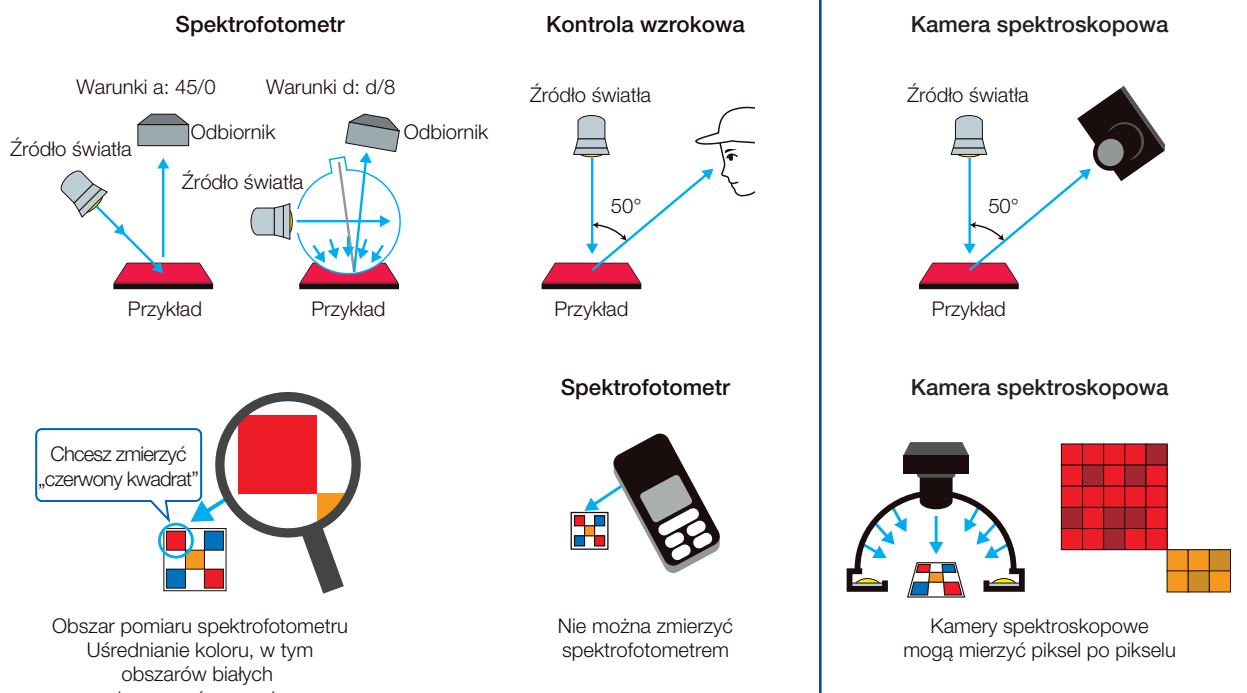 Spektrofotometr
Warunki a: 45/0
Warunki d: d/8
Odbiornik
Odbiornik
Źródło światła
Źródło światła
Przykład
Przykład
Kontrola wzrokowa
Źródło światła
50°
Przykład
Kamera spektroskopowa
Źródło światła
50°
Przykład
Chcesz zmierzyć
„czerwony kwadrat”
Obszar pomiaru spektrofotometru
Uśrednianie koloru, w tym
obszarów białych
Spektrofotometr
Nie można zmierzyć
spektrofotometrem
Kamera spektroskopowa
Kamery spektroskopowe
mogą mierzyć piksel po pikselu